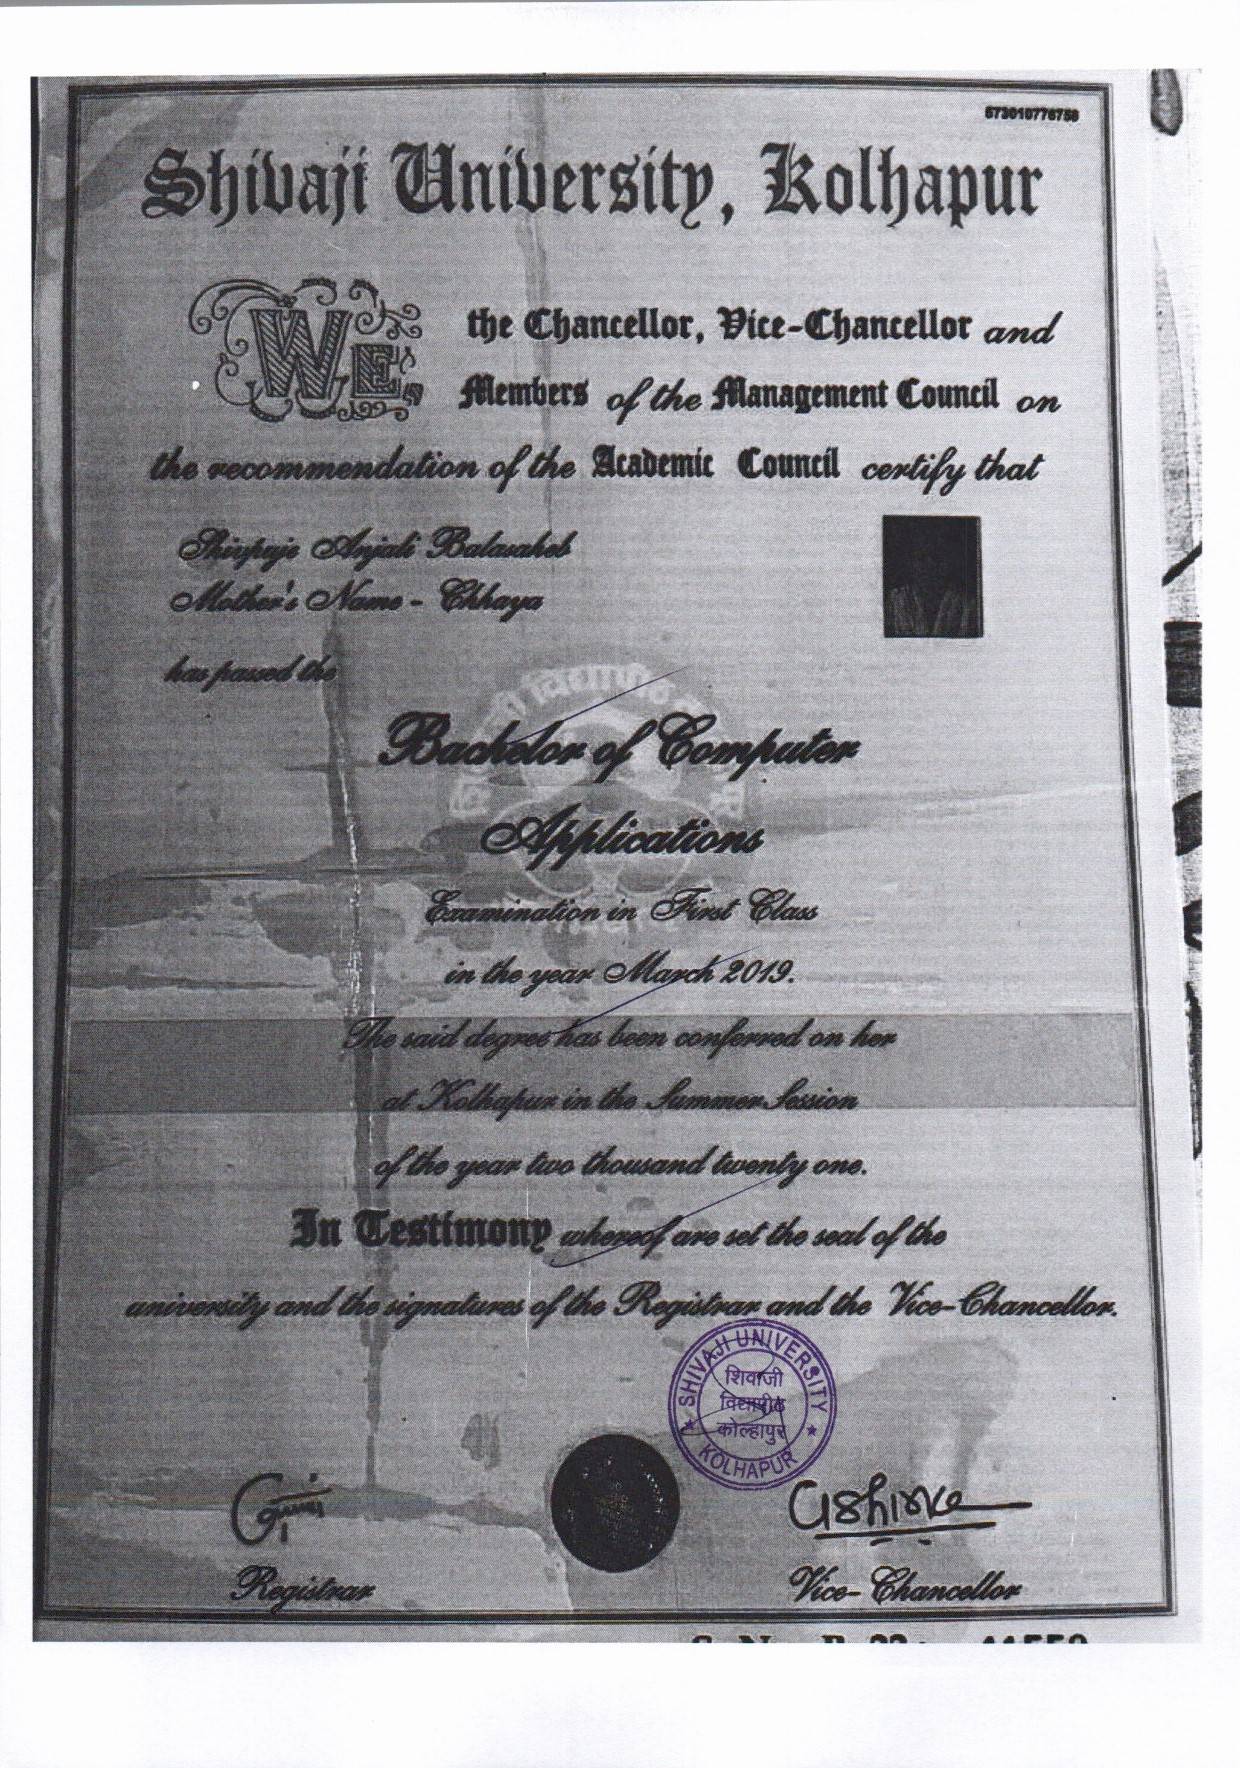 Shivaji University, Kolhapur
WE, the Chancellor, Vice-Chancellor and
Members of the Management Council on
the recommendation of the Academic Council certify that
Anjali Balasaheb
Mother's Name - Chhaya
has passed the
Bachelor of Computer
Applications
Examination in First Class
in the year March 2019.
The said degree has been conferred on her
at Kolhapur in the Summer Session
of the year two thousand twenty one.
In Testimony whereof are set the seal of the
university and the signatures of the Registrar and the Vice-Chancellor.
SHIVAJI UNIVERSITY
शिवाजी
विद्यापीठ
कोल्हापुर
KOLHAPUR
Registrar
Vice-Chancellor